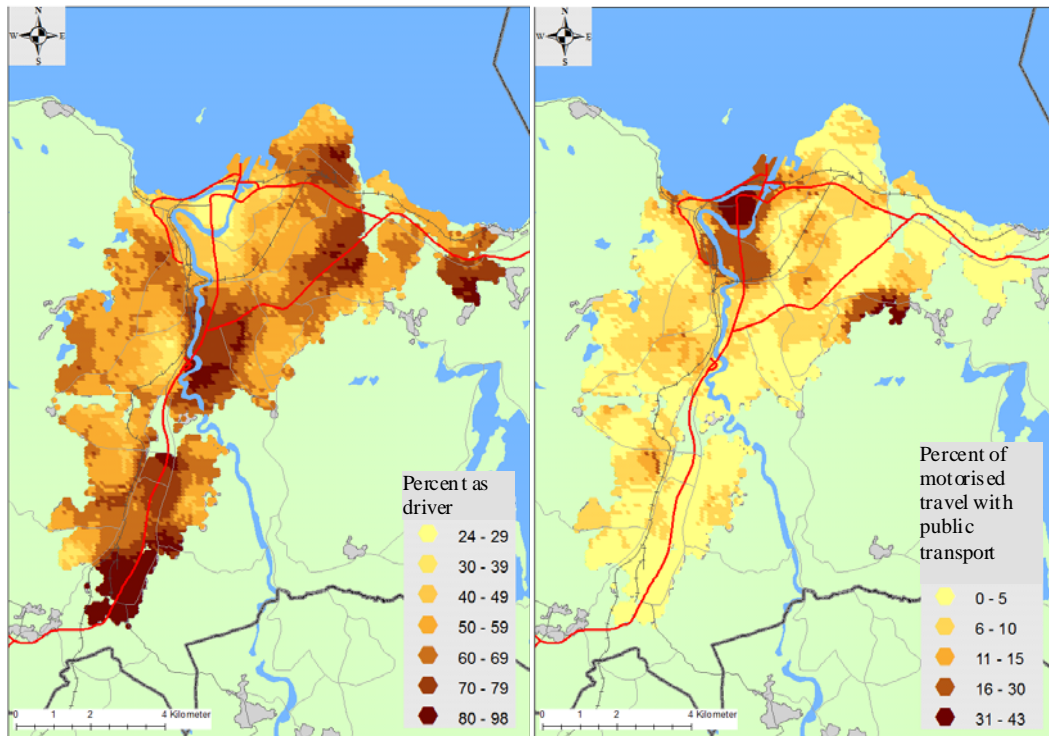 N
W E
S
Percent as
driver
24 - 29
30 - 39
40 - 49
50 - 59
60 - 69
70 - 79
80 - 98
0 1 2 4 Kilometer
N
W E
S
Percent of
motorised
travel with
public
transport
0 - 5
6 - 10
11 - 15
16 - 30
31 - 43
0 1 2 4 Kilometer